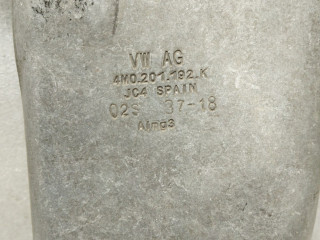 VW AG
4M0.201.192.K
JC4 SPAIN
02S 37-18
AlMg3